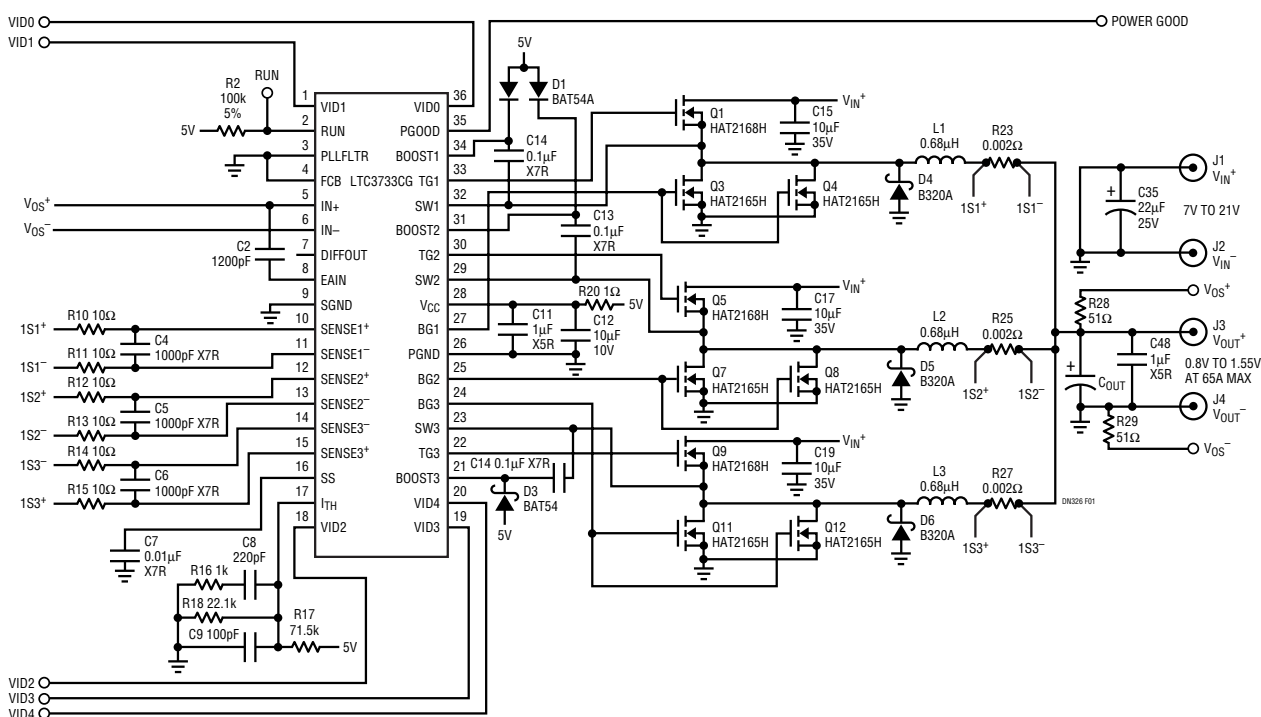 VID0
VID1
POWER GOOD
5V
D1
BAT54A
R2
100k
5%
RUN
5V
1
VID1
2
RUN
3
PLLFLTR
4
FCB
5
IN+
6
IN–
7
DIFFOUT
8
EAIN
9
SGND
10
SENSE1+
11
SENSE1–
12
SENSE2+
13
SENSE2–
14
SENSE3–
15
SENSE3+
16
SS
17
ITH
18
VID2
LTC3733CG
36
VID0
35
PGOOD
34
BOOST1
33
TG1
32
SW1
31
BOOST2
30
TG2
29
SW2
28
VCC
27
BG1
26
PGND
25
BG2
24
BG3
23
SW3
22
TG3
21
BOOST3
20
VID4
19
VID3
VOS+
VOS–
C2
1200pF
1S1+
R10 10Ω
C4
1000pF X7R
1S1–
R11 10Ω
1S2+
R12 10Ω
C5
1000pF X7R
1S2–
R13 10Ω
1S3–
R14 10Ω
C6
1000pF X7R
1S3+
R15 10Ω
C7
0.01µF
X7R
C8
220pF
R16 1k
R18 22.1k
C9 100pF
R17
71.5k
5V
VID2
VID3
VID4
C14
0.1µF
X7R
C13
0.1µF
X7R
R20 1Ω
5V
C11
1µF
X5R
C12
10µF
10V
C14 0.1µF X7R
D3
BAT54
5V
Q1
HAT2168H
VIN+
C15
10µF
35V
Q3
HAT2165H
Q4
HAT2165H
D4
B320A
L1
0.68µH
R23
0.002Ω
1S1+
1S1–
Q5
HAT2168H
VIN+
C17
10µF
35V
Q7
HAT2165H
Q8
HAT2165H
D5
B320A
L2
0.68µH
R25
0.002Ω
1S2+
1S2–
Q9
HAT2168H
VIN+
C19
10µF
35V
Q11
HAT2165H
Q12
HAT2165H
D6
B320A
L3
0.68µH
R27
0.002Ω
1S3+
1S3–
J1
VIN+
+
C35
22µF
25V
7V TO 21V
J2
VIN–
VOS+
R28
51Ω
J3
VOUT+
+
COUT
C48
1µF
X5R
0.8V TO 1.55V
AT 65A MAX
J4
VOUT–
R29
51Ω
VOS–
DN326 F01